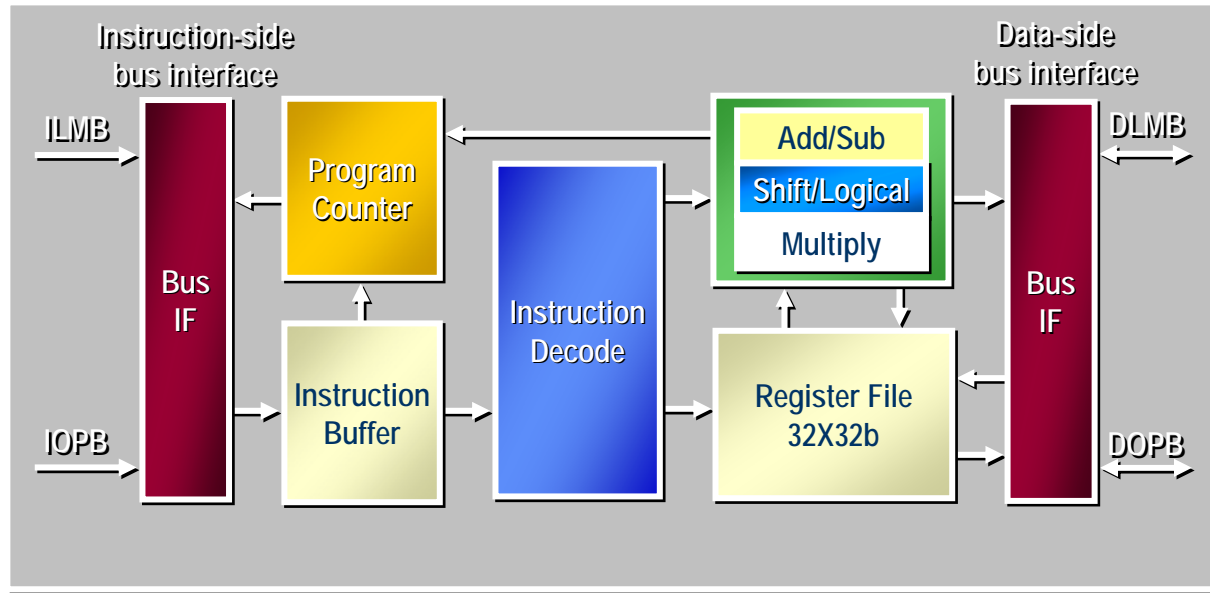 Instruction-side
bus interface
Data-side
bus interface
ILMB
IOPB
Bus
IF
Program
Counter
Instruction
Buffer
Instruction
Decode
Add/Sub
Shift/Logical
Multiply
Register File
32X32b
Bus
IF
DLMB
DOPB